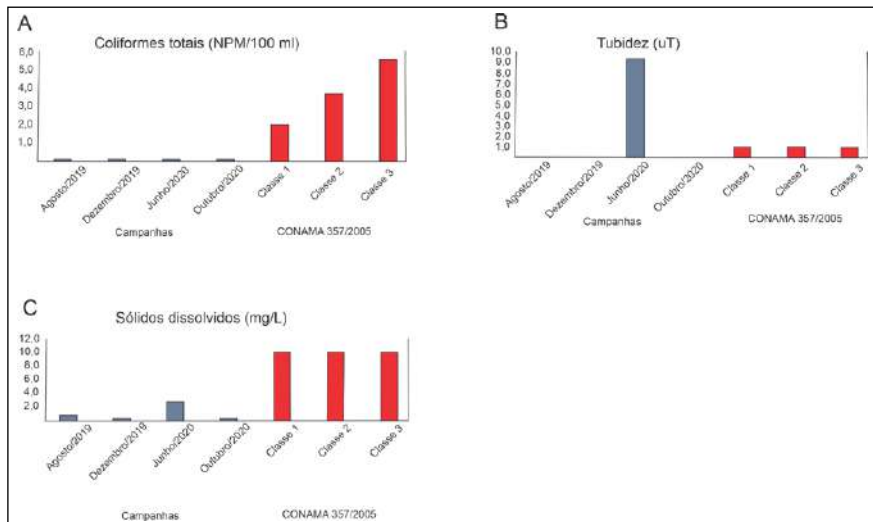 A
Coliformes totais (NPM/100 ml)
6,0
5,0
4,0
3,0
2,0
1,0
Agosto/2019
Dezembro/2019
Junho/2020
Outubro/2020
Classe 1
Classe 2
Classe 3
Campanhas
CONAMA 357/2005
B
Tubidez (uT)
10,0
9,0
8,0
7,0
6,0
5,0
4,0
3,0
2,0
1,0
Agosto/2019
Dezembro/2019
Junho/2020
Outubro/2020
Classe 1
Classe 2
Classe 3
Campanhas
CONAMA 357/2005
C
Sólidos dissolvidos (mg/L)
12,0
10,0
8,0
6,0
4,0
2,0
Agosto/2019
Dezembro/2019
Junho/2020
Outubro/2020
Classe 1
Classe 2
Classe 3
Campanhas
CONAMA 357/2005